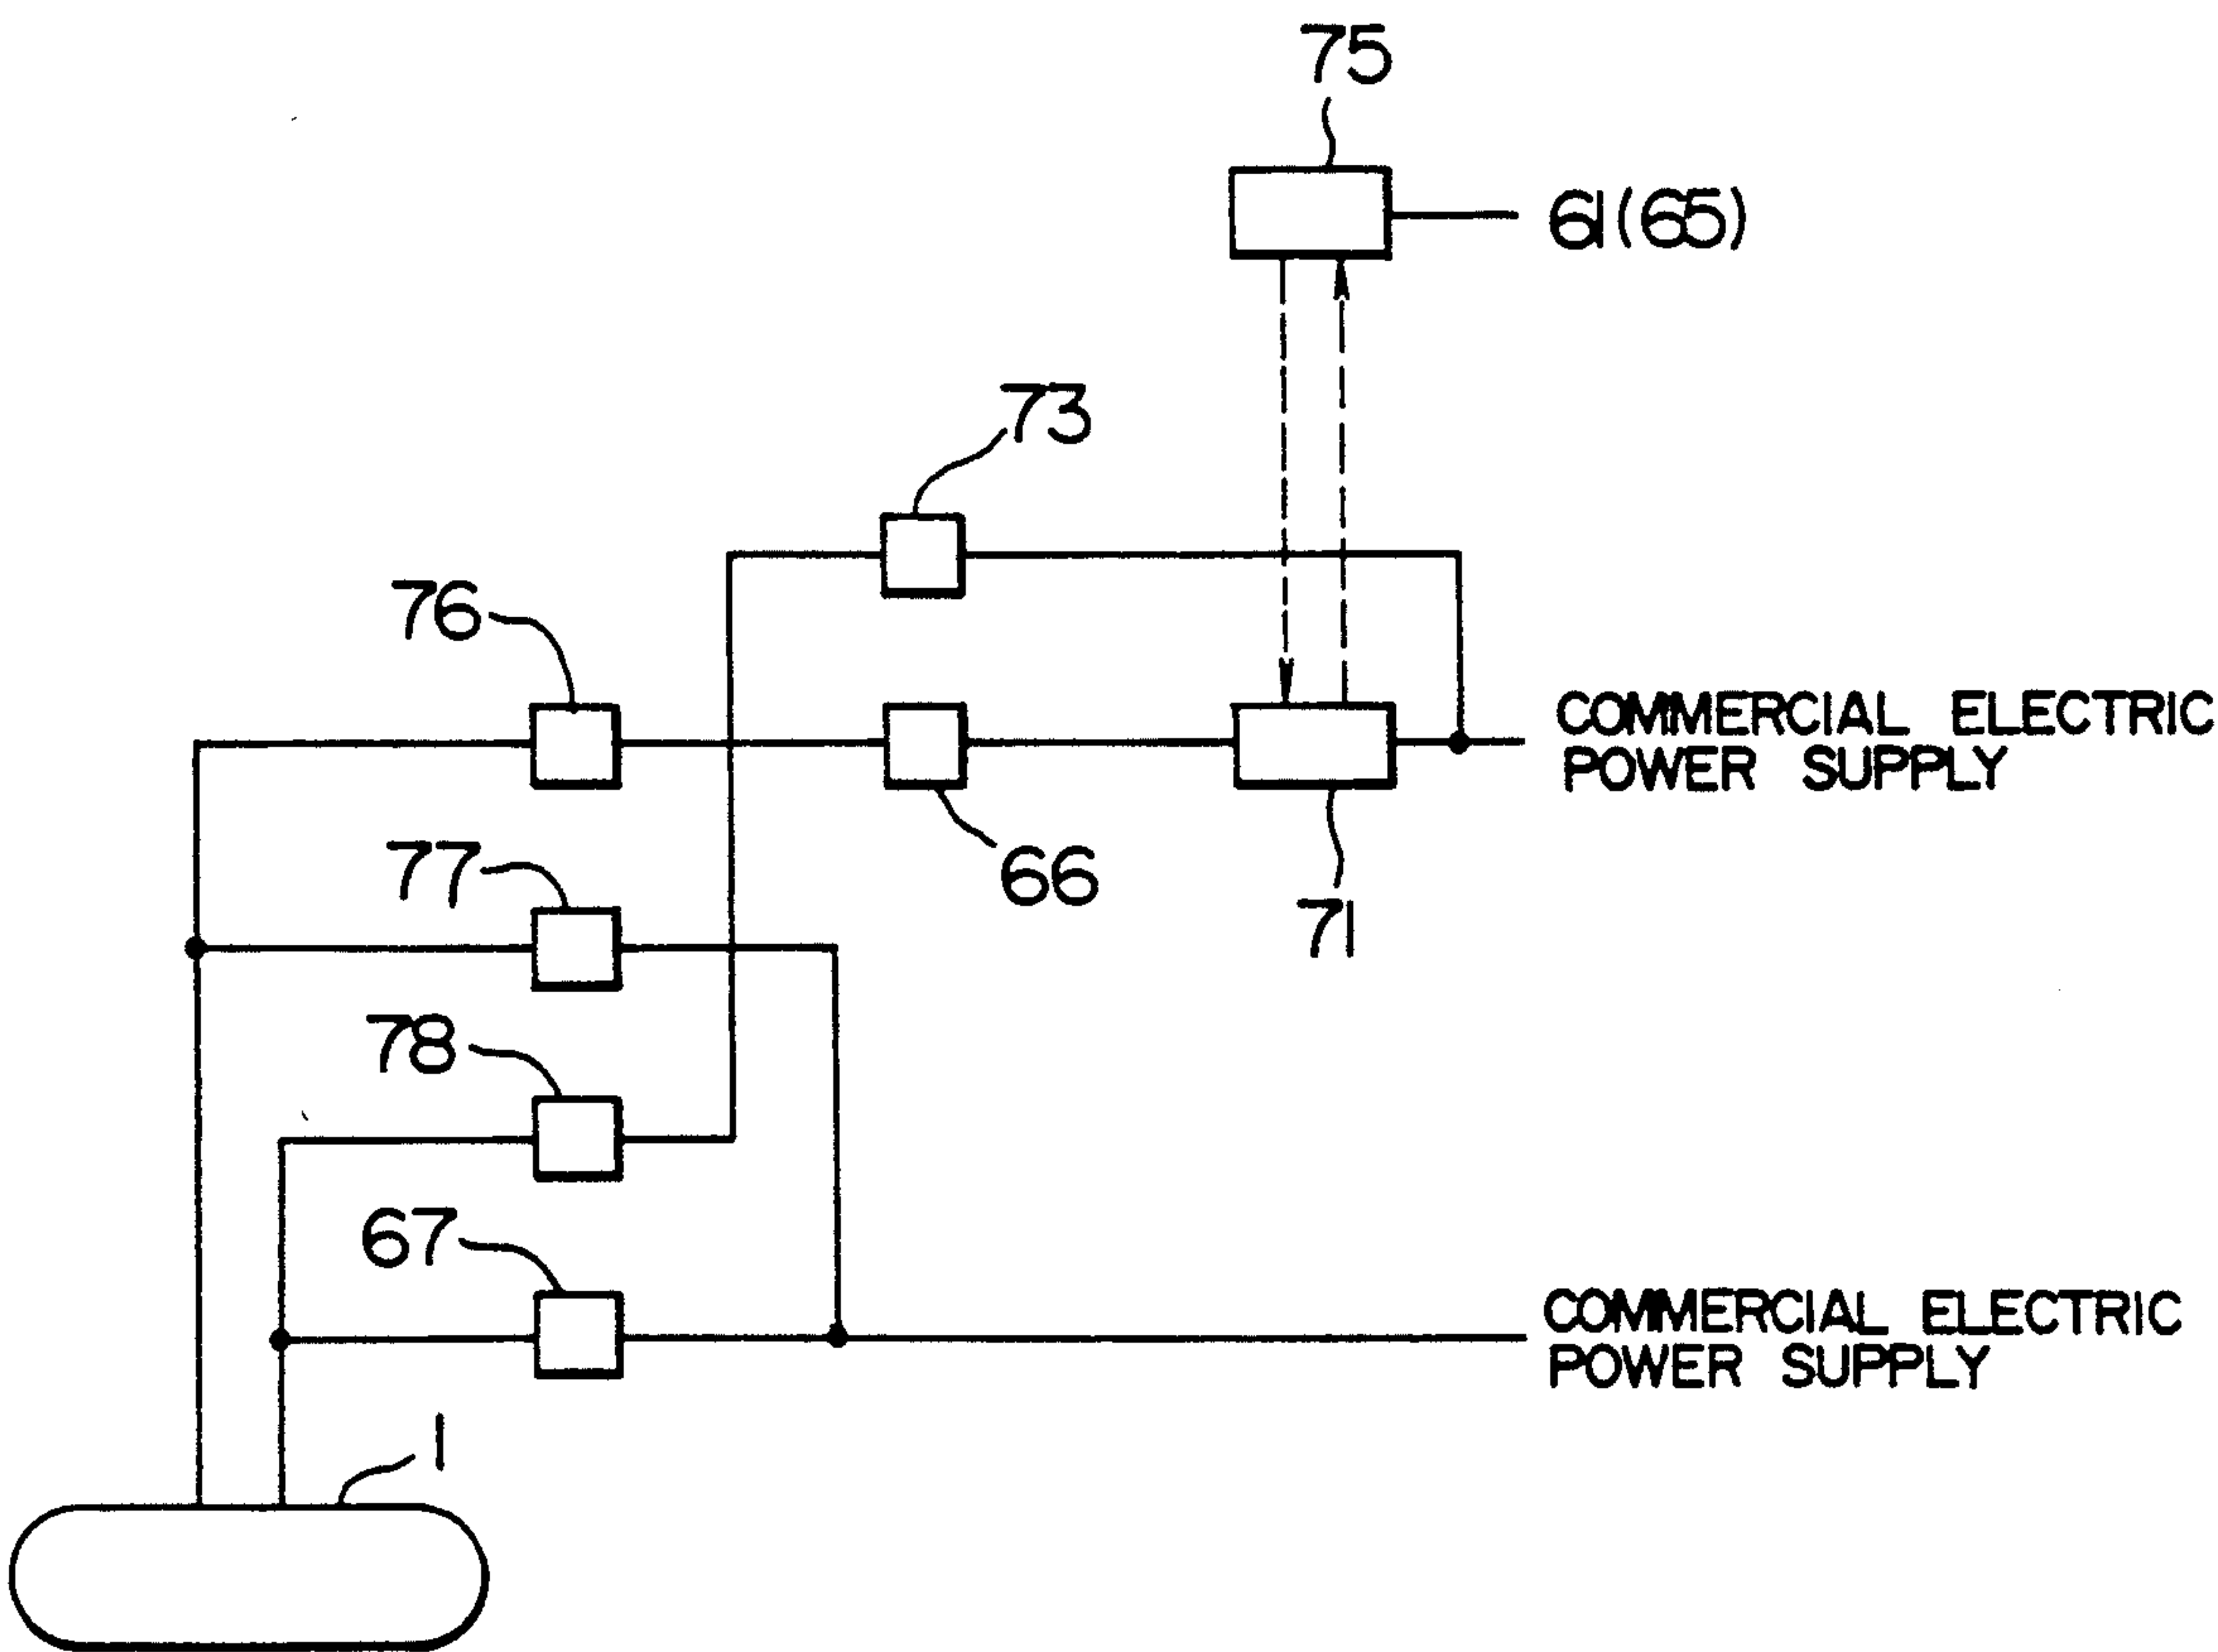 75
61(65)
73
76
COMMERCIAL ELECTRIC
POWER SUPPLY
77
66
71
78
67
COMMERCIAL ELECTRIC
POWER SUPPLY
1